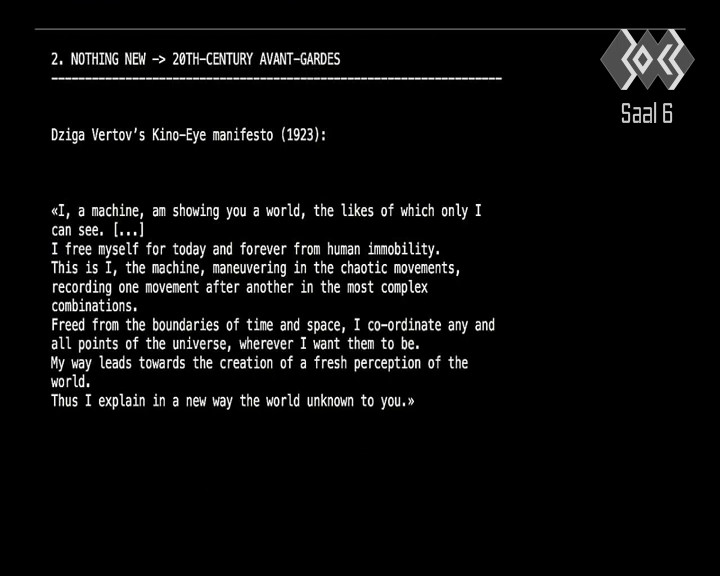 2. NOTHING NEW -> 20TH-CENTURY AVANT-GARDES
Saal 6
Dziga Vertov's Kino-Eye manifesto (1923):
«I, a machine, am showing you a world, the likes of which only I
can see. [...]
I free myself for today and forever from human immobility.
This is I, the machine, maneuvering in the chaotic movements,
recording one movement after another in the most complex
combinations.
Freed from the boundaries of time and space, I co-ordinate any and
all points of the universe, wherever I want them to be.
My way leads towards the creation of a fresh perception of the
world.
Thus I explain in a new way the world unknown to you.»